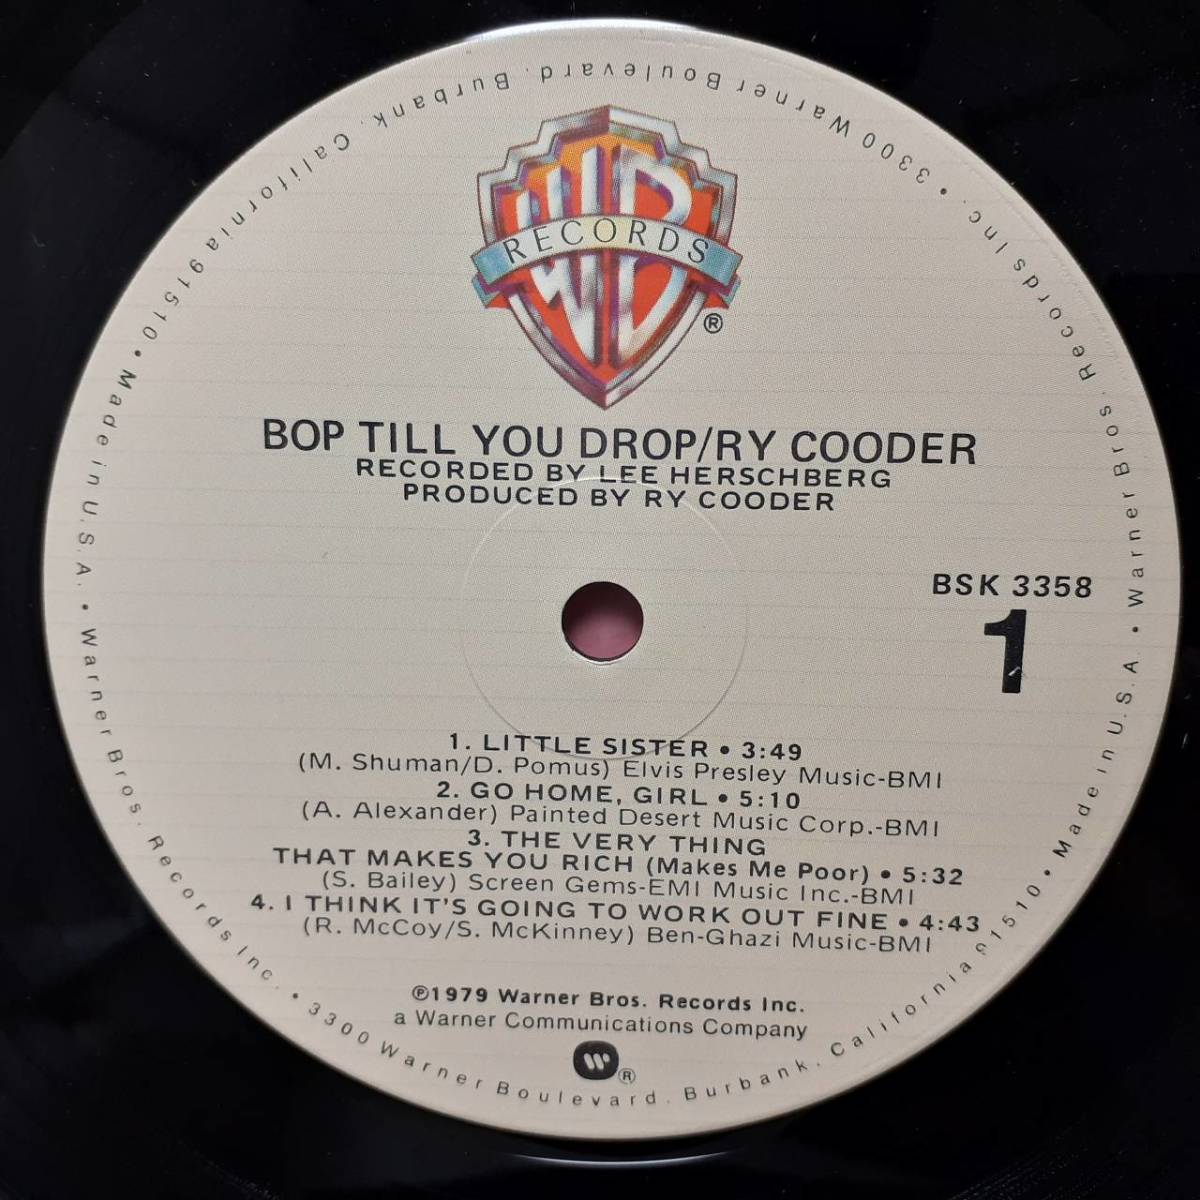 WB
RECORDS
®
BOP TILL YOU DROP/RY COODER
RECORDED BY LEE HERSCHBERG
PRODUCED BY RY COODER
BSK 3358
1
1. LITTLE SISTER • 3:49
(M. Shuman/D. Pomus) Elvis Presley Music-BMI
2. GO HOME, GIRL • 5:10
(A. Alexander) Painted Desert Music Corp.-BMI
3. THE VERY THING
THAT MAKES YOU RICH (Makes Me Poor) • 5:32
(S. Bailey) Screen Gems-EMI Music Inc.-BMI
4. I THINK IT'S GOING TO WORK OUT FINE • 4:43
(R. McCoy/S. McKinney) Ben-Ghazi Music-BMI
℗1979 Warner Bros. Records Inc.
a Warner Communications Company
W
®
Warner Bros. Records Inc. • 3300 Warner Boulevard. Burbank. California 91510 • Made in U.S.A. • Warner Bros. Records Inc. • 3300 Warner Boulevard. Burbank. California 91510 • Made in U.S.A. •